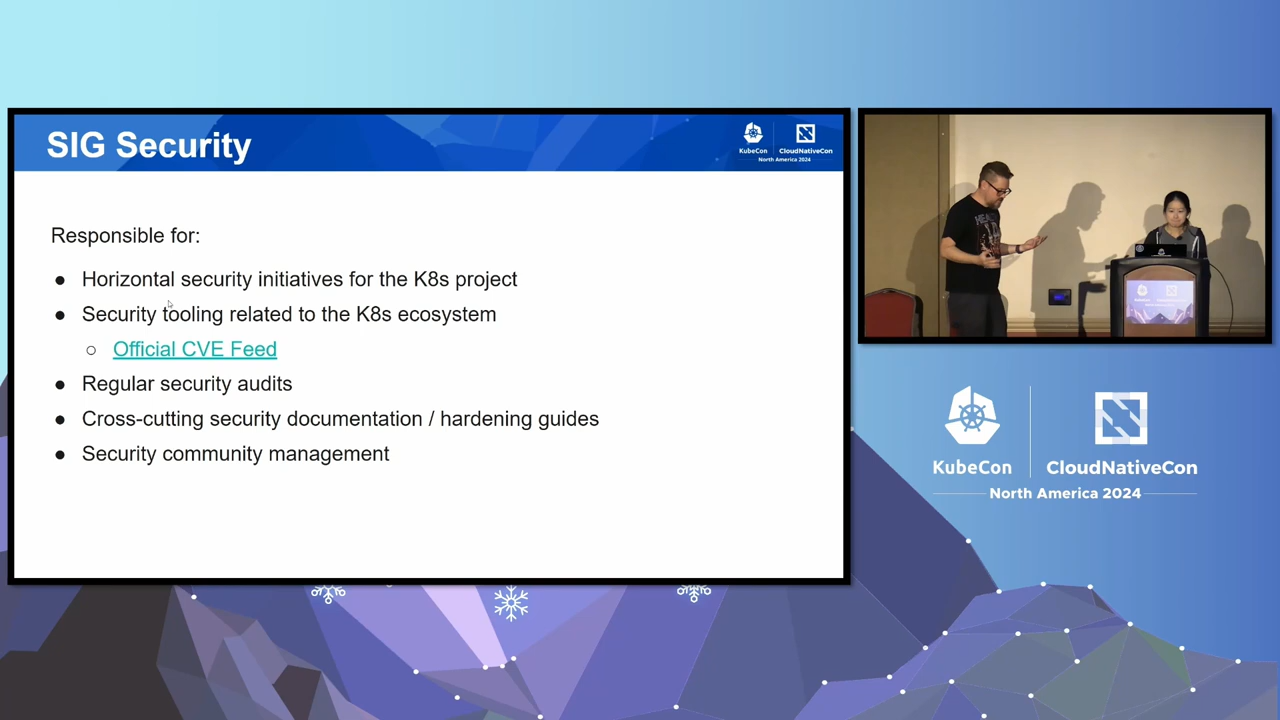 SIG Security
KubeCon
CloudNativeCon
North America 2024
Responsible for:
● Horizontal security initiatives for the K8s project
● Security tooling related to the K8s ecosystem
○ Official CVE Feed
● Regular security audits
● Cross-cutting security documentation / hardening guides
● Security community management
KubeCon
CloudNativeCon
North America 2024